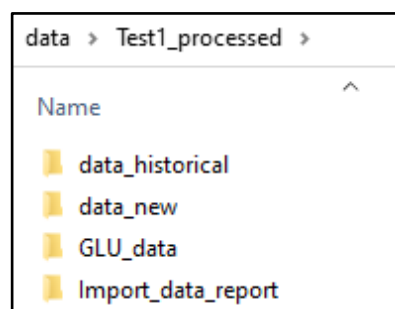 data > Test1_processed >
Name
data_historical
data_new
GLU_data
Import_data_report